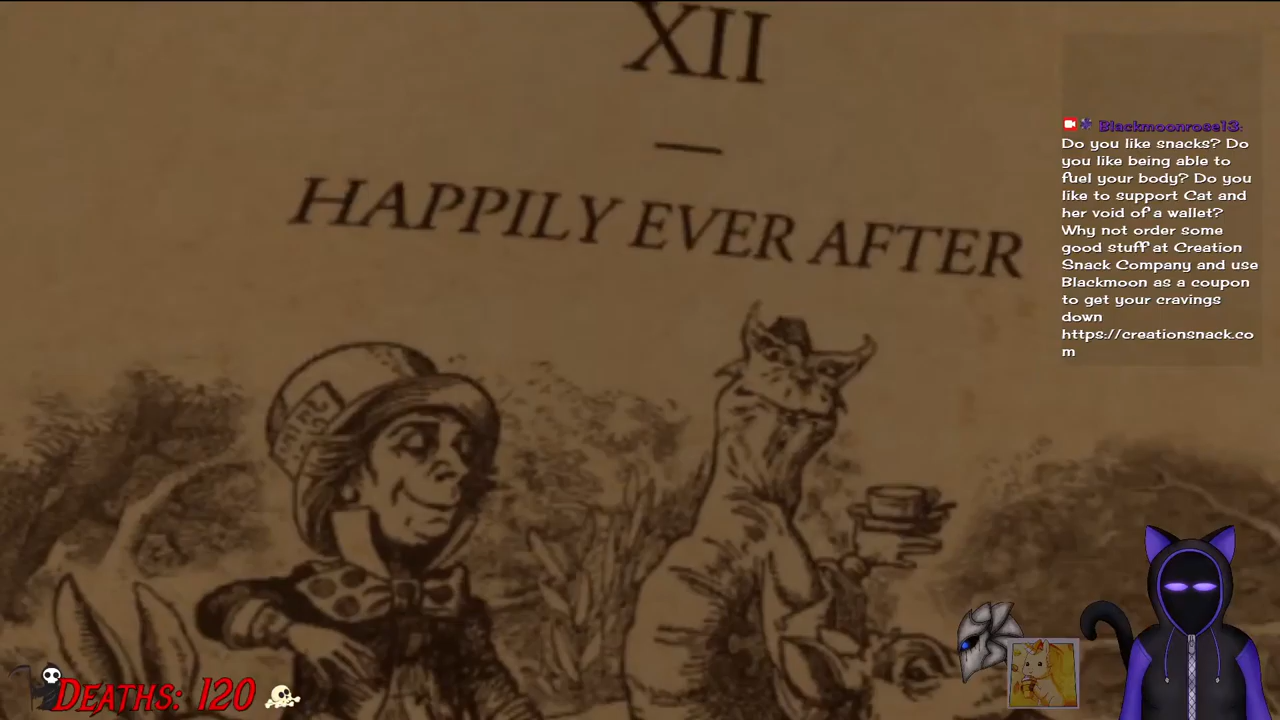 XII
HAPPILY EVER AFTER
Blackmoonrose13:
Do you like snacks? Do
you like being able to
fuel your body? Do you
like to support Cat and
her void of a wallet?
Why not order some
good stuff at Creation
Snack Company and use
Blackmoon as a coupon
to get your cravings
down
https://creationsnack.co
m
DEATHS: 120